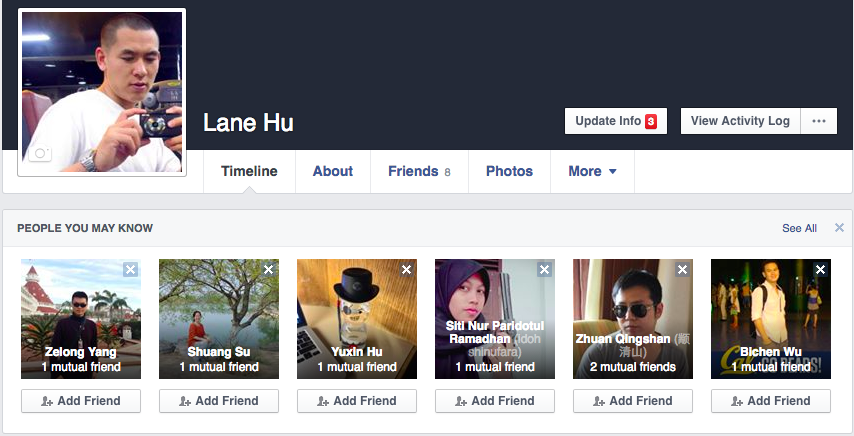 Lane Hu
Update Info 3
View Activity Log
Timeline
About
Friends 8
Photos
More
PEOPLE YOU MAY KNOW
See All
Zelong Yang
1 mutual friend
Add Friend
Shuang Su
1 mutual friend
Add Friend
Yuxin Hu
1 mutual friend
Add Friend
Siti Nur Paridotul
Ramadhan (idoh
shinufara)
1 mutual friend
Add Friend
Zhuan Qingshan (顺
清山)
2 mutual friends
Add Friend
GO BEARS!
Bichen Wu
1 mutual friend
Add Friend